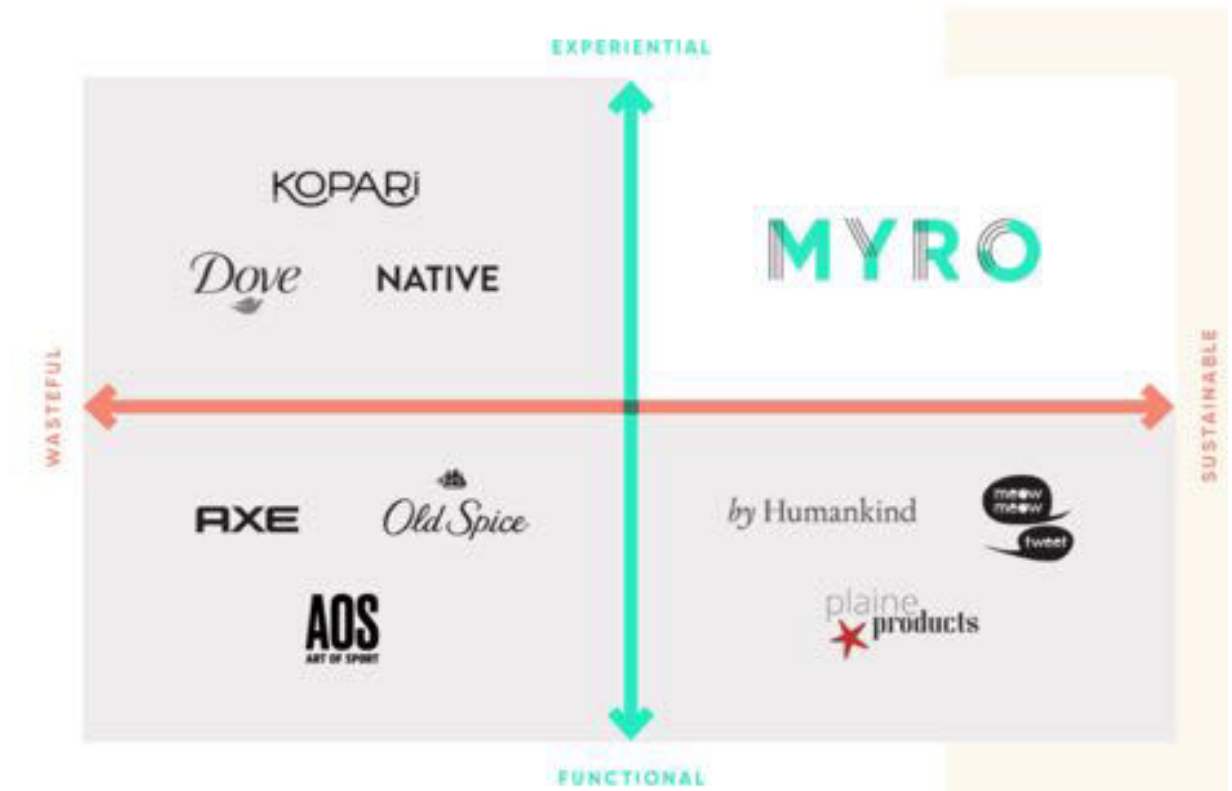 EXPERIENTIAL
KOPARi
Dove
NATIVE
MYRO
WASTEFUL
SUSTAINABLE
AXE
Old Spice
AOS
ART OF SPORT
by Humankind
meow
meow
tweet
plaine
products
FUNCTIONAL